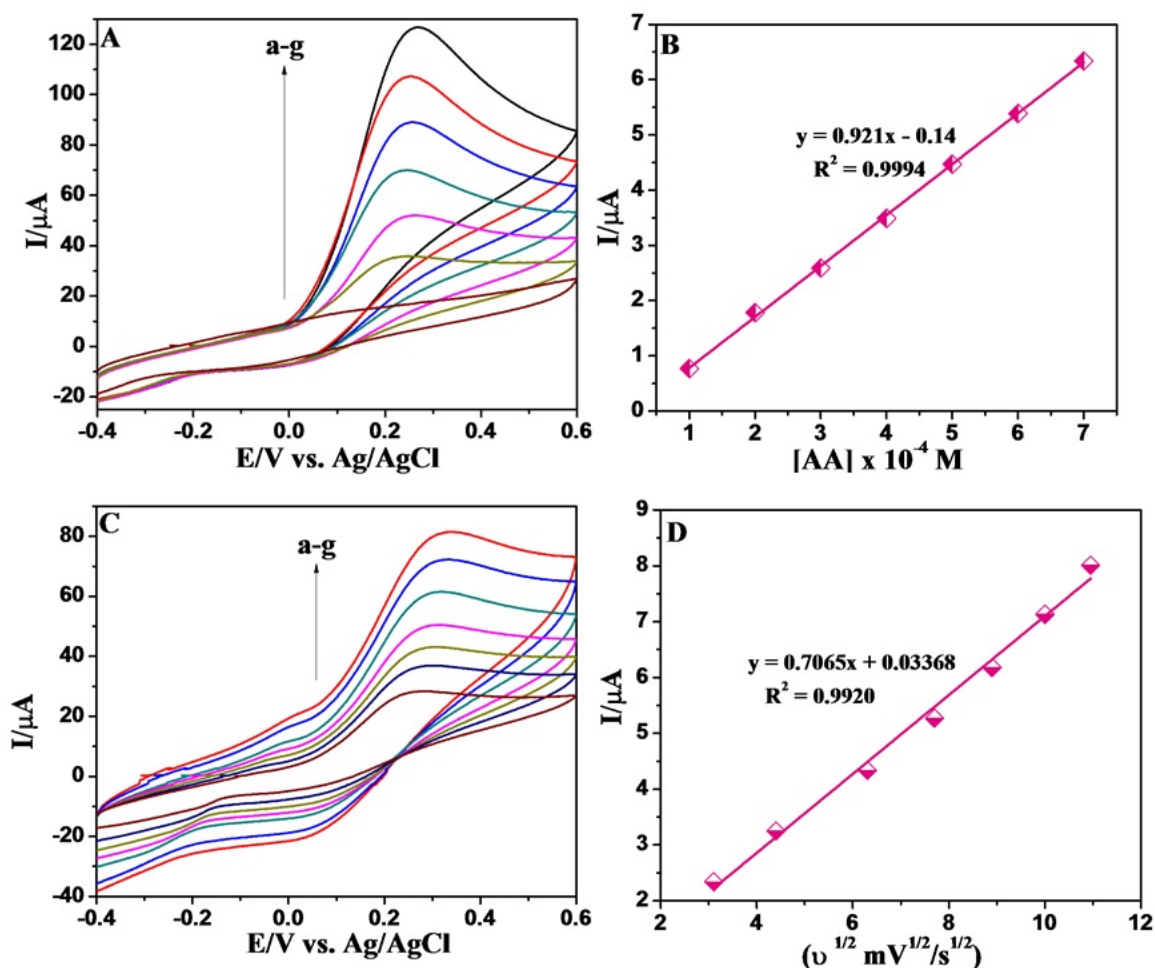 A
a-g
120
100
80
60
40
20
0
-20
I/µA
-0.4 -0.2 0.0 0.2 0.4 0.6
E/V vs. Ag/AgCl
B
7
6
5
4
3
2
1
0
I/µA
y = 0.921x - 0.14
R² = 0.9994
1 2 3 4 5 6 7
[AA] x 10⁻⁴ M
C
a-g
80
60
40
20
0
-20
-40
I/µA
-0.4 -0.2 0.0 0.2 0.4 0.6
E/V vs. Ag/AgCl
D
9
8
7
6
5
4
3
2
I/µA
y = 0.7065x + 0.03368
R² = 0.9920
2 4 6 8 10 12
(υ ¹/² mV¹/²/s¹/²)